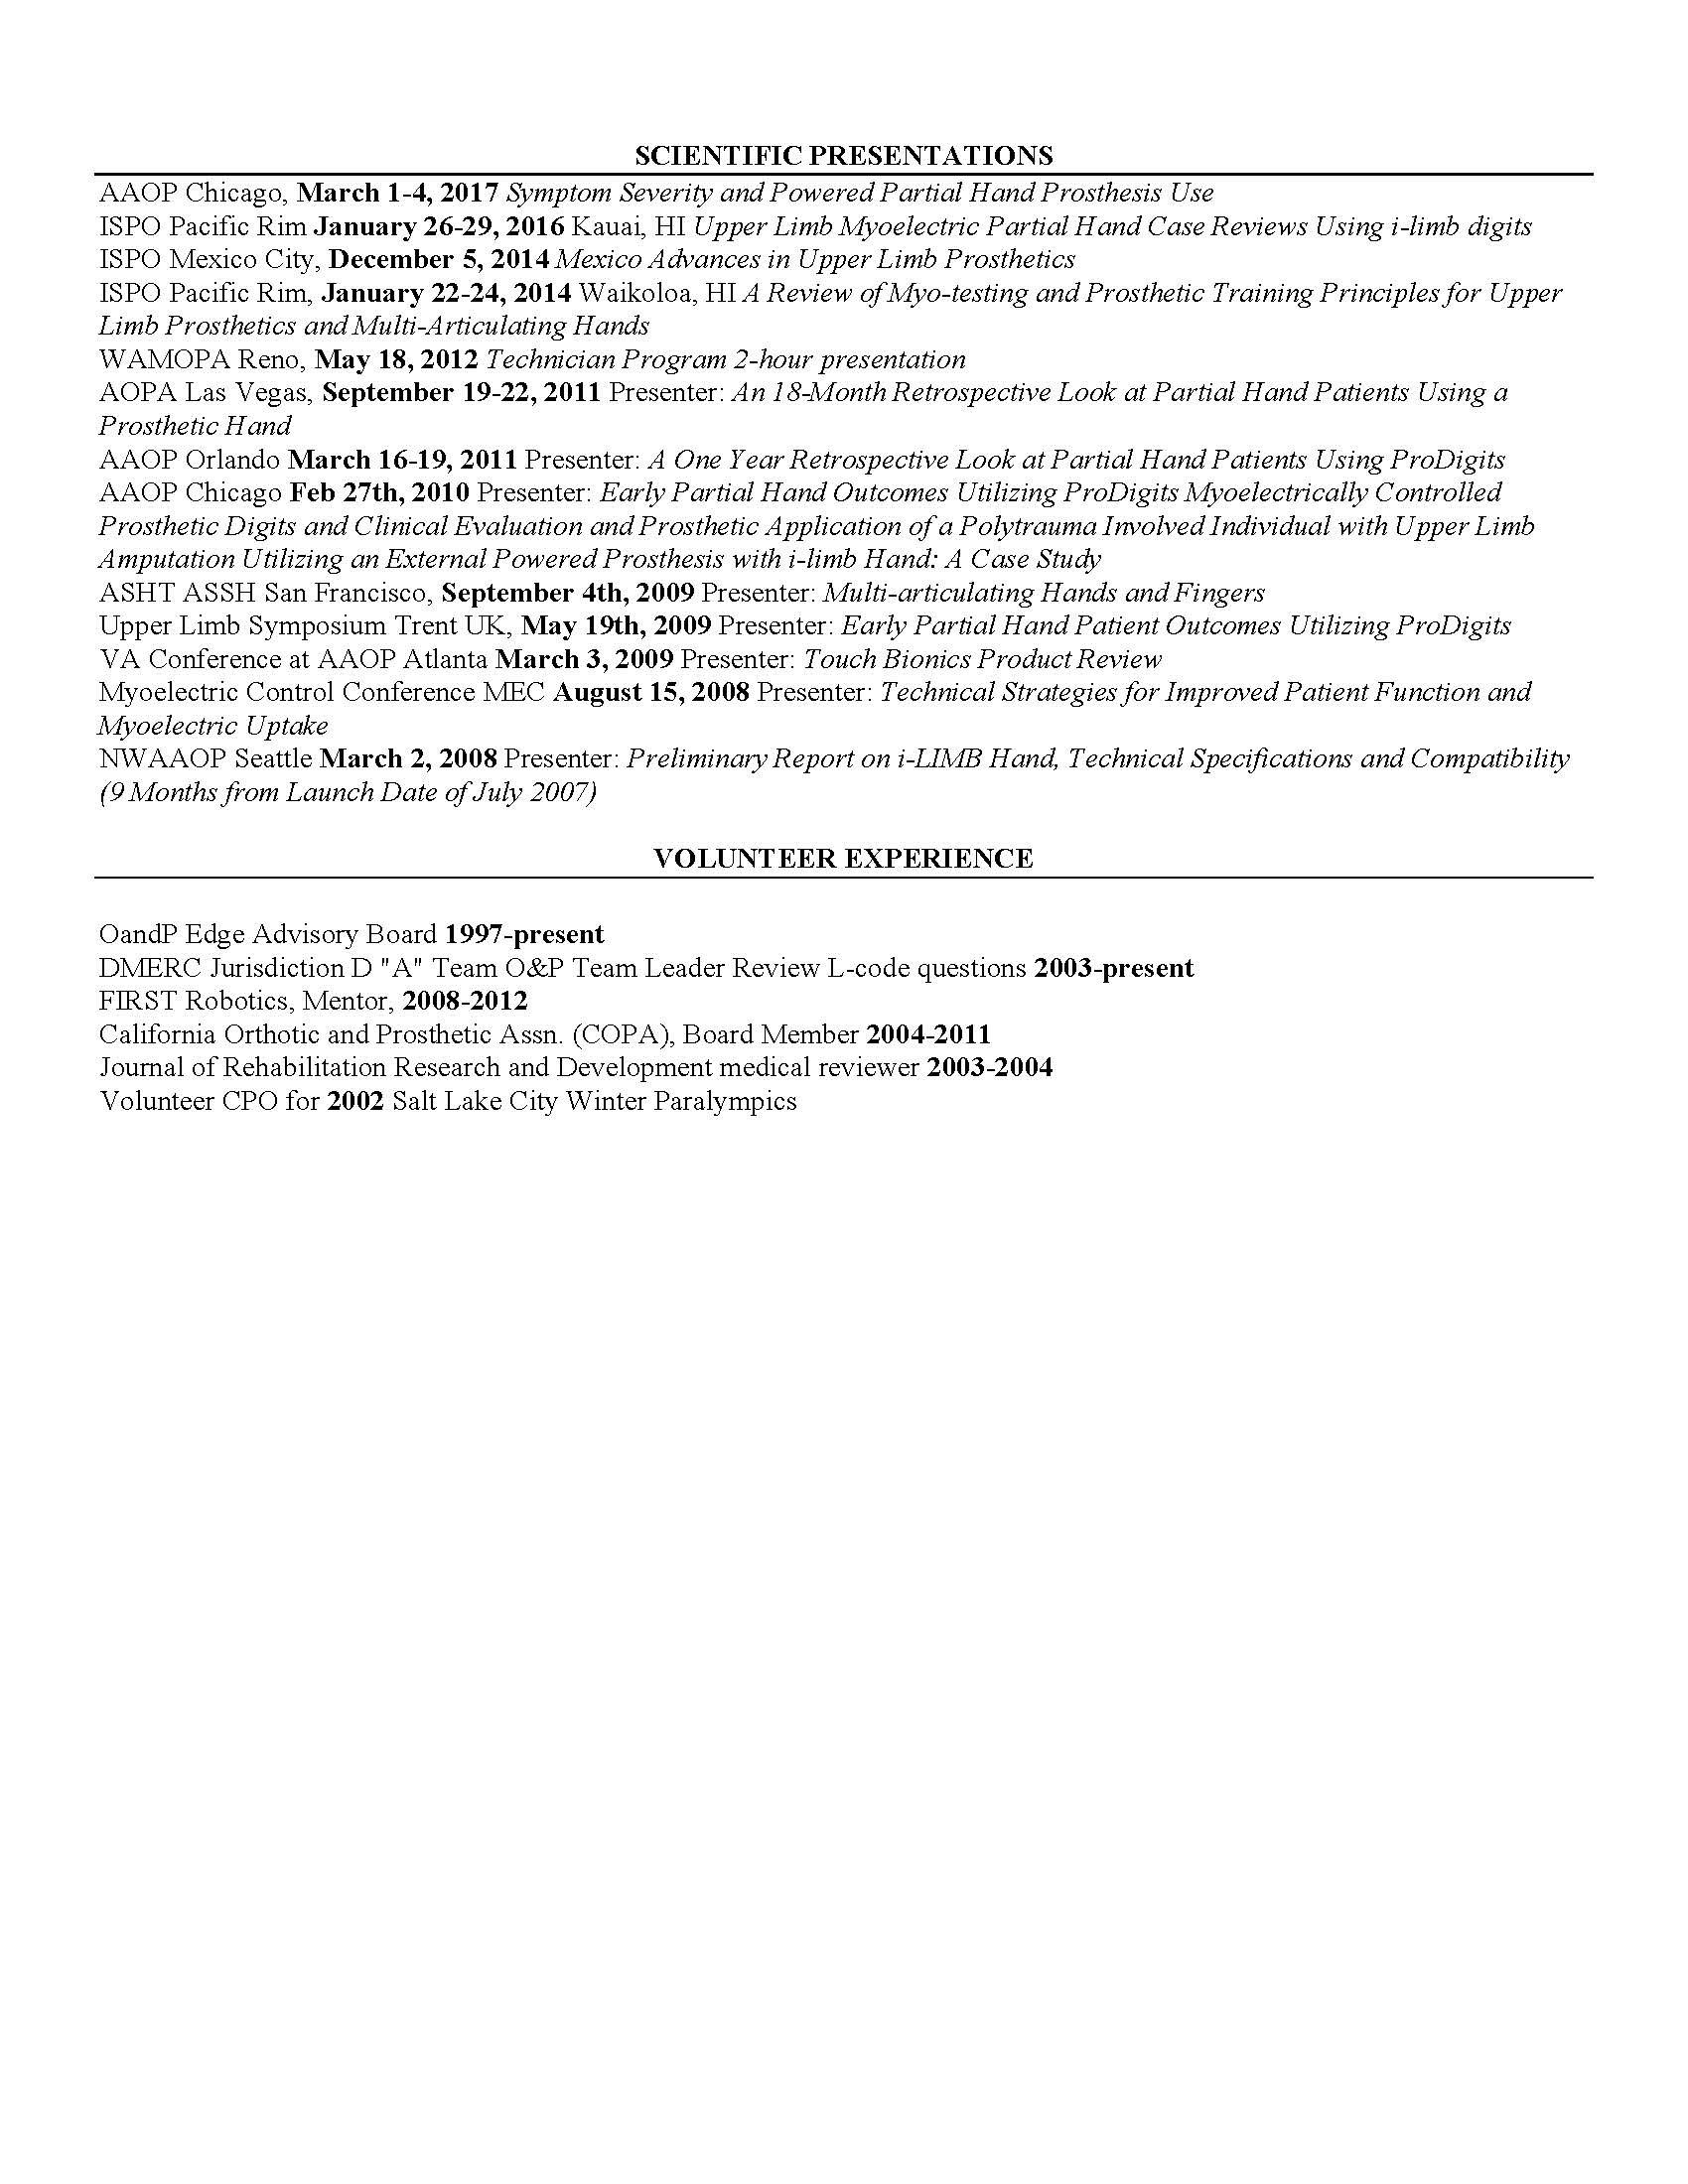 SCIENTIFIC PRESENTATIONS
AAOP Chicago, March 1-4, 2017 Symptom Severity and Powered Partial Hand Prosthesis Use
ISPO Pacific Rim January 26-29, 2016 Kauai, HI Upper Limb Myoelectric Partial Hand Case Reviews Using i-limb digits
ISPO Mexico City, December 5, 2014 Mexico Advances in Upper Limb Prosthetics
ISPO Pacific Rim, January 22-24, 2014 Waikoloa, HI A Review of Myo-testing and Prosthetic Training Principles for Upper
Limb Prosthetics and Multi-Articulating Hands
WAMOPA Reno, May 18, 2012 Technician Program 2-hour presentation
AOPA Las Vegas, September 19-22, 2011 Presenter: An 18-Month Retrospective Look at Partial Hand Patients Using a
Prosthetic Hand
AAOP Orlando March 16-19, 2011 Presenter: A One Year Retrospective Look at Partial Hand Patients Using ProDigits
AAOP Chicago Feb 27th, 2010 Presenter: Early Partial Hand Outcomes Utilizing ProDigits Myoelectrically Controlled
Prosthetic Digits and Clinical Evaluation and Prosthetic Application of a Polytrauma Involved Individual with Upper Limb
Amputation Utilizing an External Powered Prosthesis with i-limb Hand: A Case Study
ASHT ASSH San Francisco, September 4th, 2009 Presenter: Multi-articulating Hands and Fingers
Upper Limb Symposium Trent UK, May 19th, 2009 Presenter: Early Partial Hand Patient Outcomes Utilizing ProDigits
VA Conference at AAOP Atlanta March 3, 2009 Presenter: Touch Bionics Product Review
Myoelectric Control Conference MEC August 15, 2008 Presenter: Technical Strategies for Improved Patient Function and
Myoelectric Uptake
NWAAOP Seattle March 2, 2008 Presenter: Preliminary Report on i-LIMB Hand, Technical Specifications and Compatibility
(9 Months from Launch Date of July 2007)
VOLUNTEER EXPERIENCE
OandP Edge Advisory Board 1997-present
DMERC Jurisdiction D "A" Team O&P Team Leader Review L-code questions 2003-present
FIRST Robotics, Mentor, 2008-2012
California Orthotic and Prosthetic Assn. (COPA), Board Member 2004-2011
Journal of Rehabilitation Research and Development medical reviewer 2003-2004
Volunteer CPO for 2002 Salt Lake City Winter Paralympics